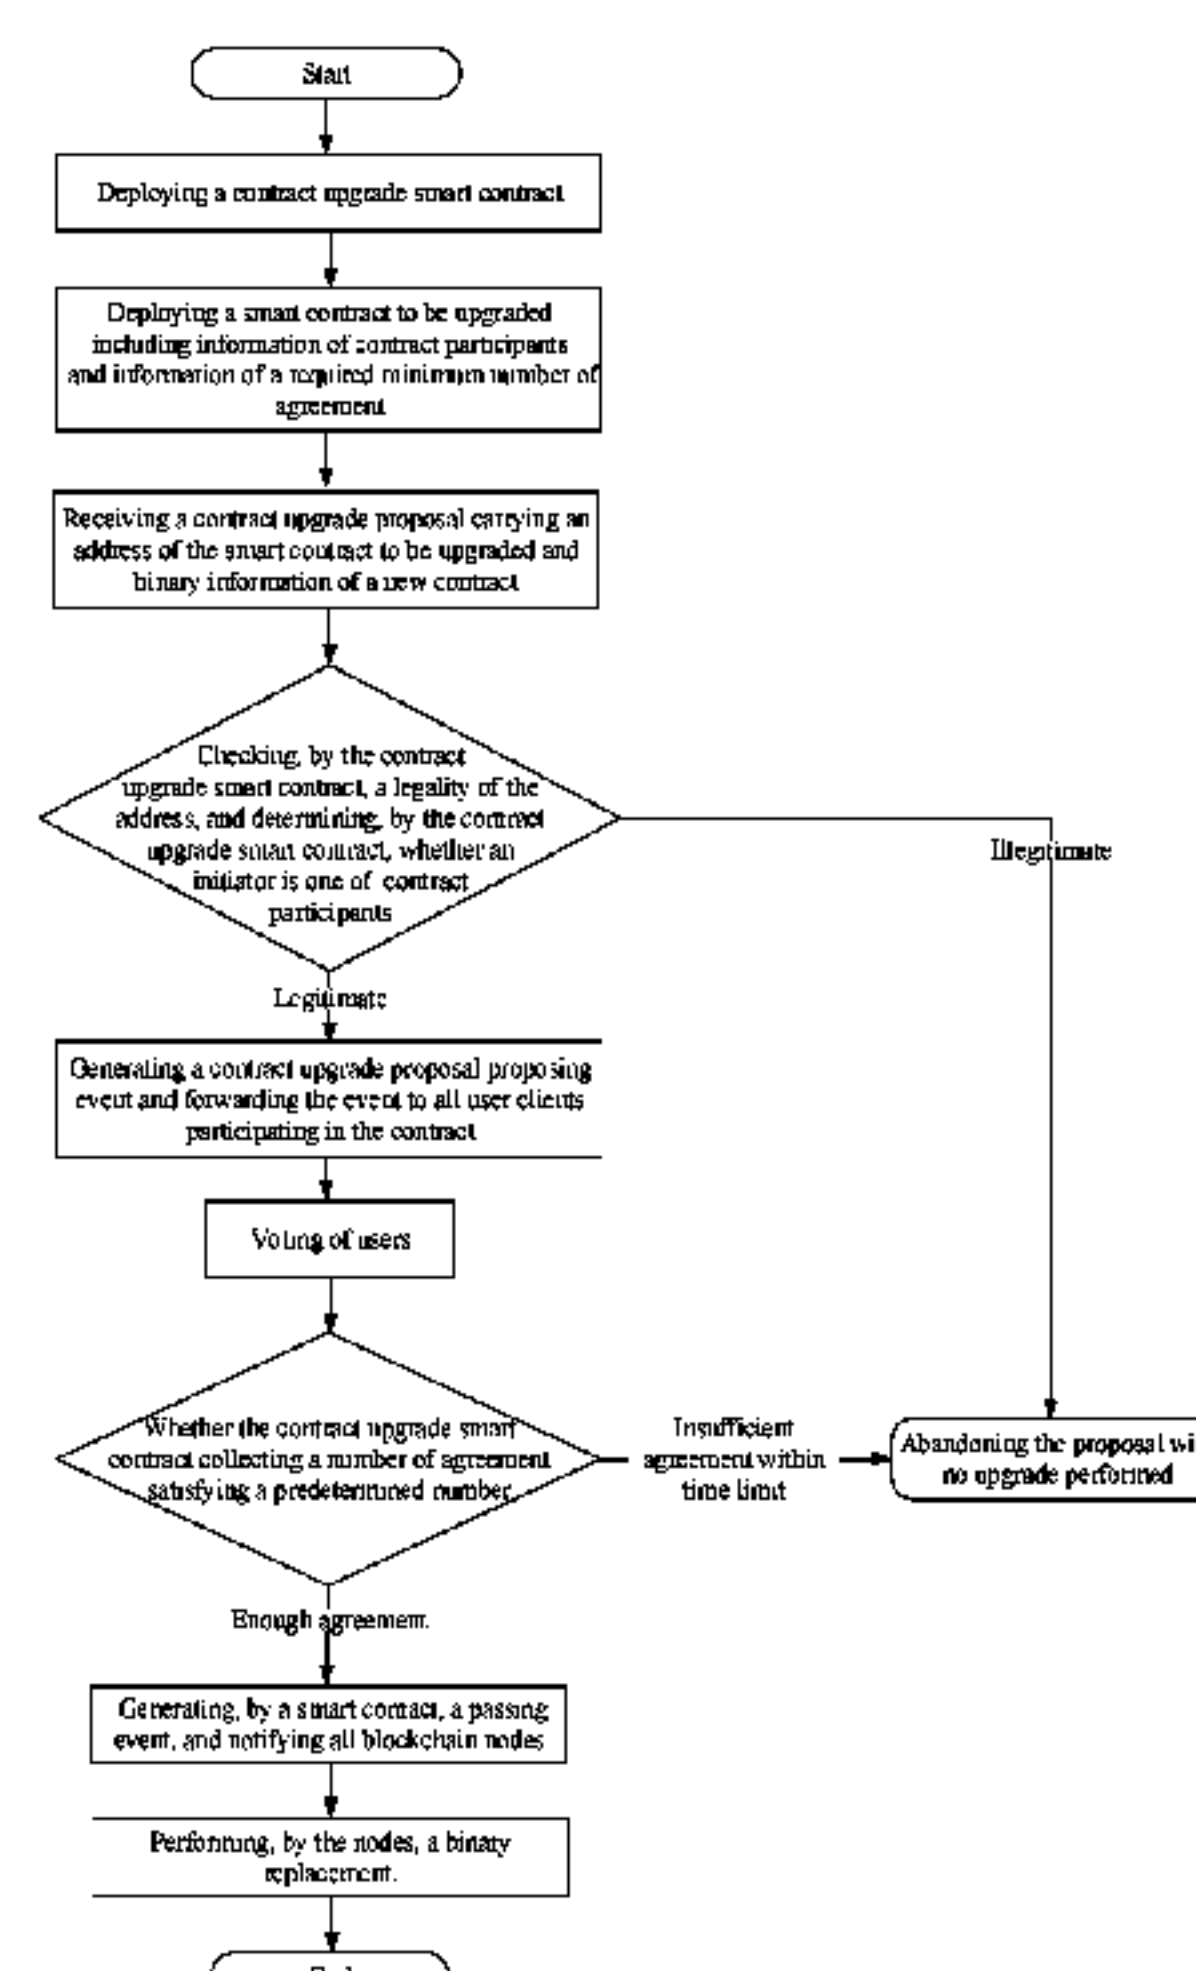 Start
Deploying a contract upgrade smart contract
Deploying a smart contract to be upgraded
including information of contract participants
and information of a required minimum number of
agreement
Receiving a contract upgrade proposal carrying an
address of the smart contract to be upgraded and
binary information of a new contract
Checking, by the contract
upgrade smart contract, a legality of the
address, and determining, by the contract
upgrade smart contract, whether an
initiator is one of contract
participants
Illegitimate
Legitimate
Generating a contract upgrade proposal proposing
event and forwarding the event to all user clients
participating in the contract
Voting of users
Whether the contract upgrade smart
contract collecting a number of agreement
satisfying a predetermined number
Insufficient
agreement within
time limit
Abandoning the proposal
no upgrade performed
Enough agreement.
Generating, by a smart contact, a passing
event, and notifying all blockchain nodes
Performing, by the nodes, a binary
replacement.